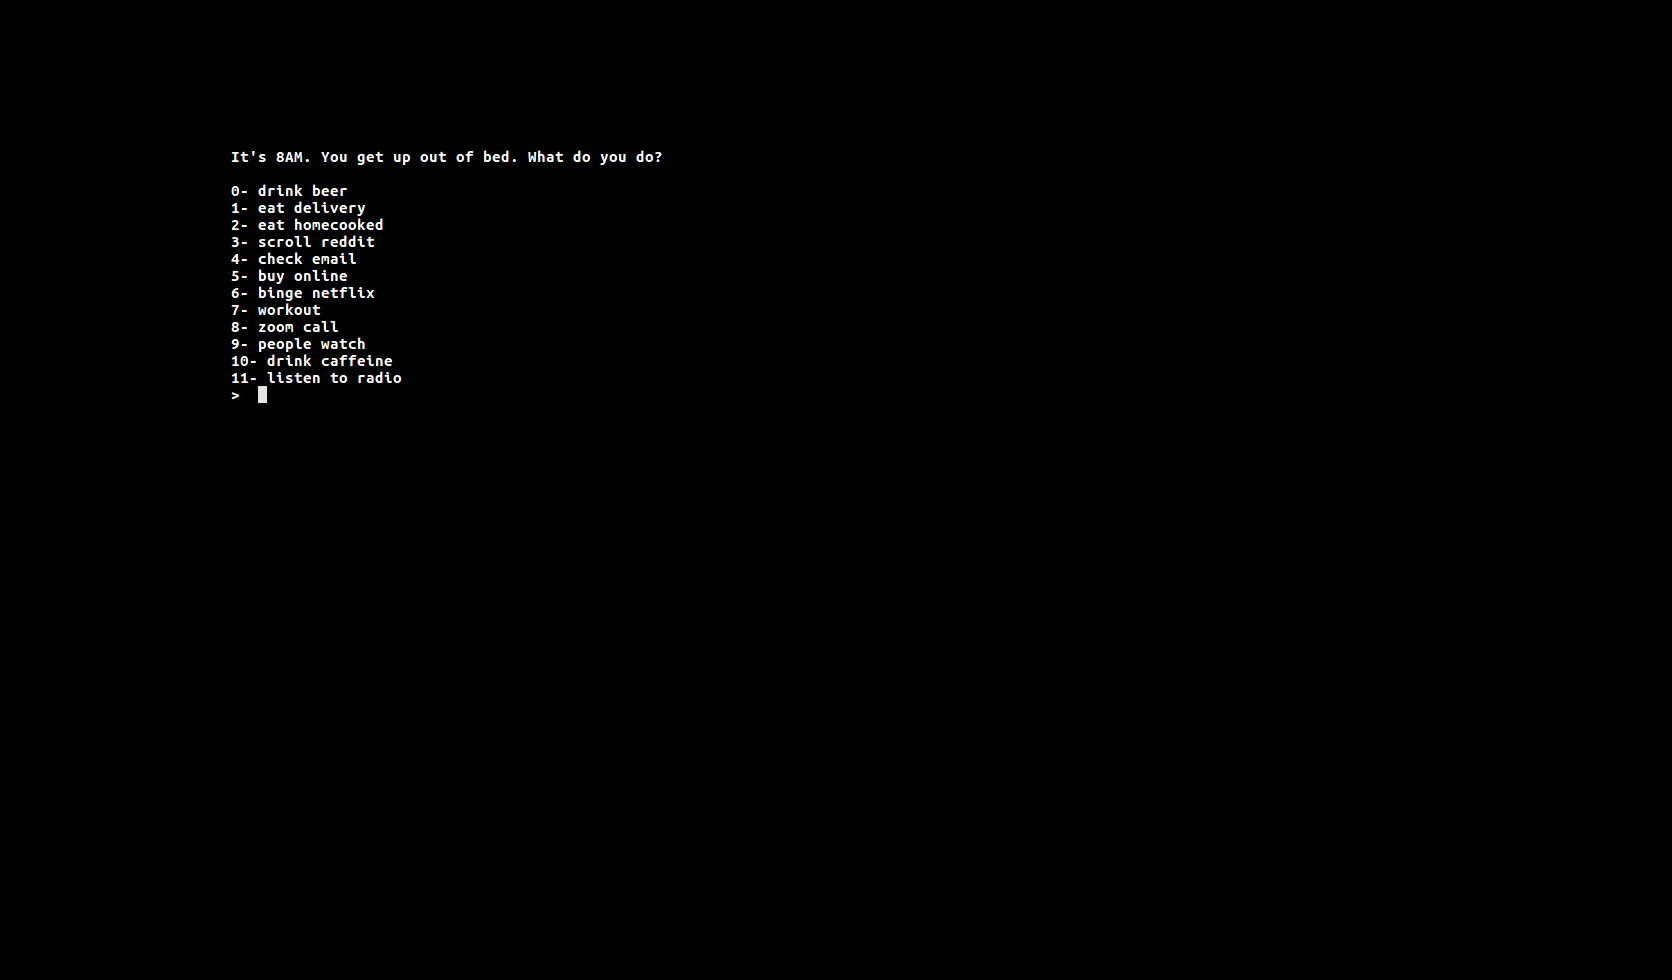 It's 8AM. You get up out of bed. What do you do?
0- drink beer
1- eat delivery
2- eat homecooked
3- scroll reddit
4- check email
5- buy online
6- binge netflix
7- workout
8- zoom call
9- people watch
10- drink caffeine
11- listen to radio
>